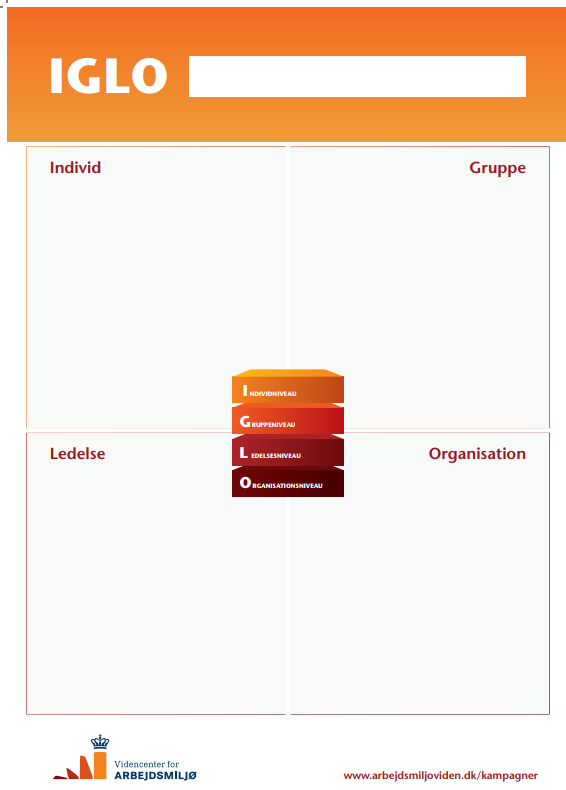 IGLO
Individ
Gruppe
INDIVIDNIVEAU
GRUPPENIVEAU
LEDELSESNIVEAU
ORGANISATIONSNIVEAU
Ledelse
Organisation
Videncenter for
ARBEJDSMILJØ
www.arbejdsmiljoviden.dk/kampagner